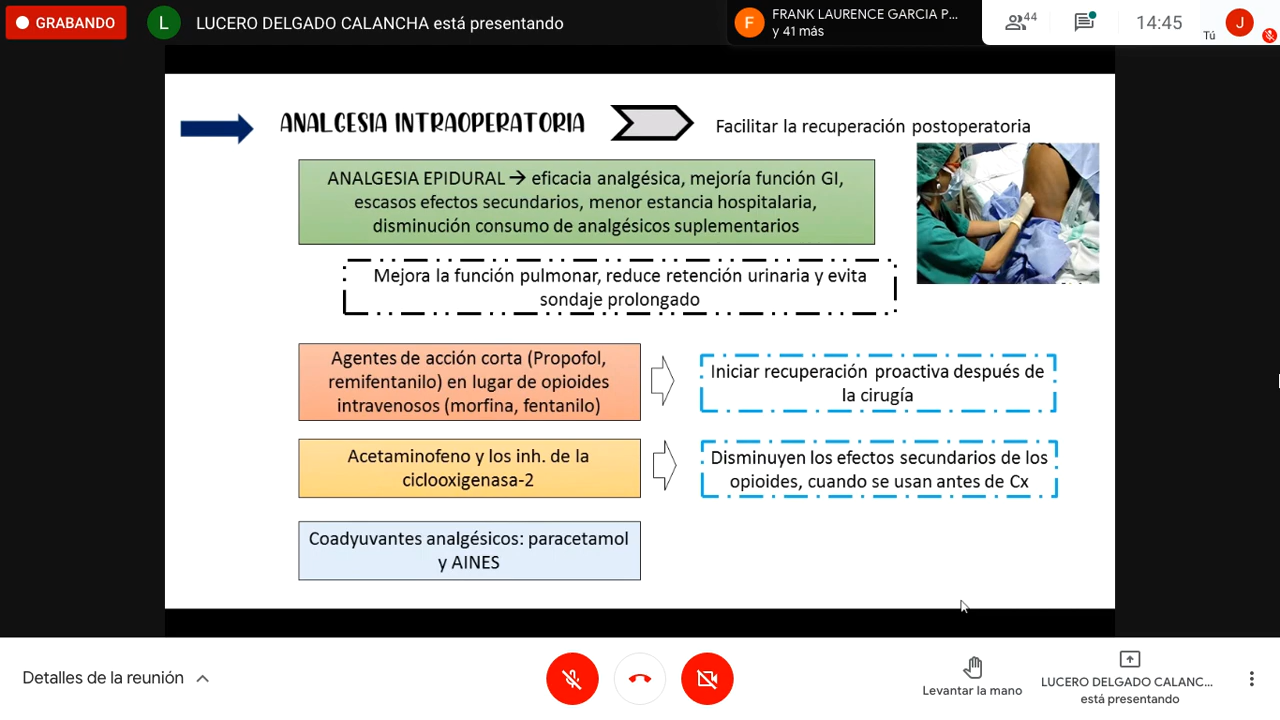 GRABANDO
L
LUCERO DELGADO CALANCHA está presentando
F
FRANK LAURENCE GARCIA P...
y 41 más
44
14:45
Tú
J
ANALGESIA INTRAOPERATORIA
Facilitar la recuperación postoperatoria
ANALGESIA EPIDURAL → eficacia analgésica, mejoría función GI,
escasos efectos secundarios, menor estancia hospitalaria,
disminución consumo de analgésicos suplementarios
Mejora la función pulmonar, reduce retención urinaria y evita
sondaje prolongado
Agentes de acción corta (Propofol,
remifentanilo) en lugar de opioides
intravenosos (morfina, fentanilo)
Iniciar recuperación proactiva después de
la cirugía
Acetaminofeno y los inh. de la
ciclooxigenasa-2
Disminuyen los efectos secundarios de los
opioides, cuando se usan antes de Cx
Coadyuvantes analgésicos: paracetamol
y AINES
Detalles de la reunión
Levantar la mano
LUCERO DELGADO CALANC...
está presentando